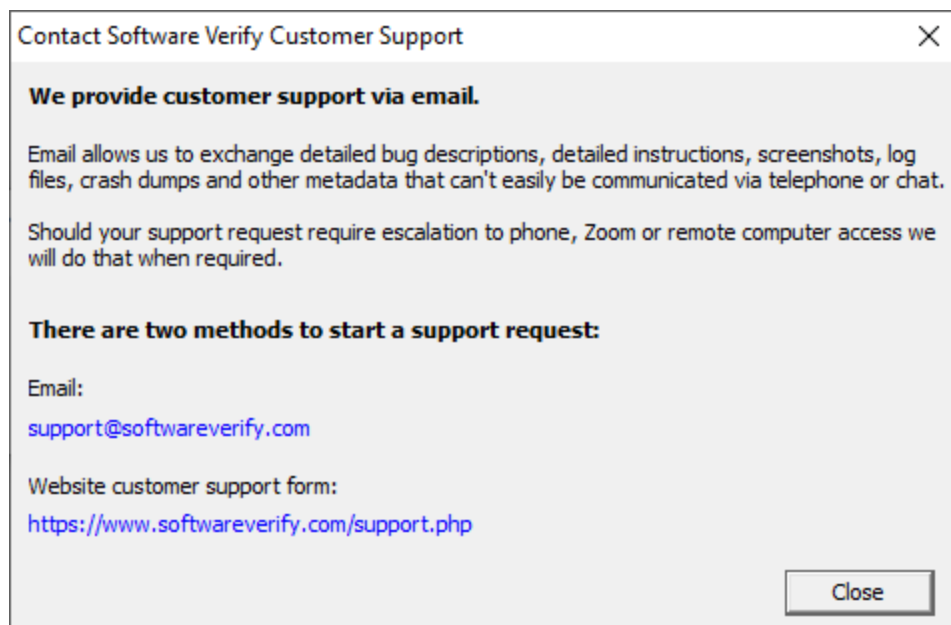 Contact Software Verify Customer Support
We provide customer support via email.
Email allows us to exchange detailed bug descriptions, detailed instructions, screenshots, log
files, crash dumps and other metadata that can't easily be communicated via telephone or chat.
Should your support request require escalation to phone, Zoom or remote computer access we
will do that when required.
There are two methods to start a support request:
Email:
support@softwareverify.com
Website customer support form:
https://www.softwareverify.com/support.php
Close